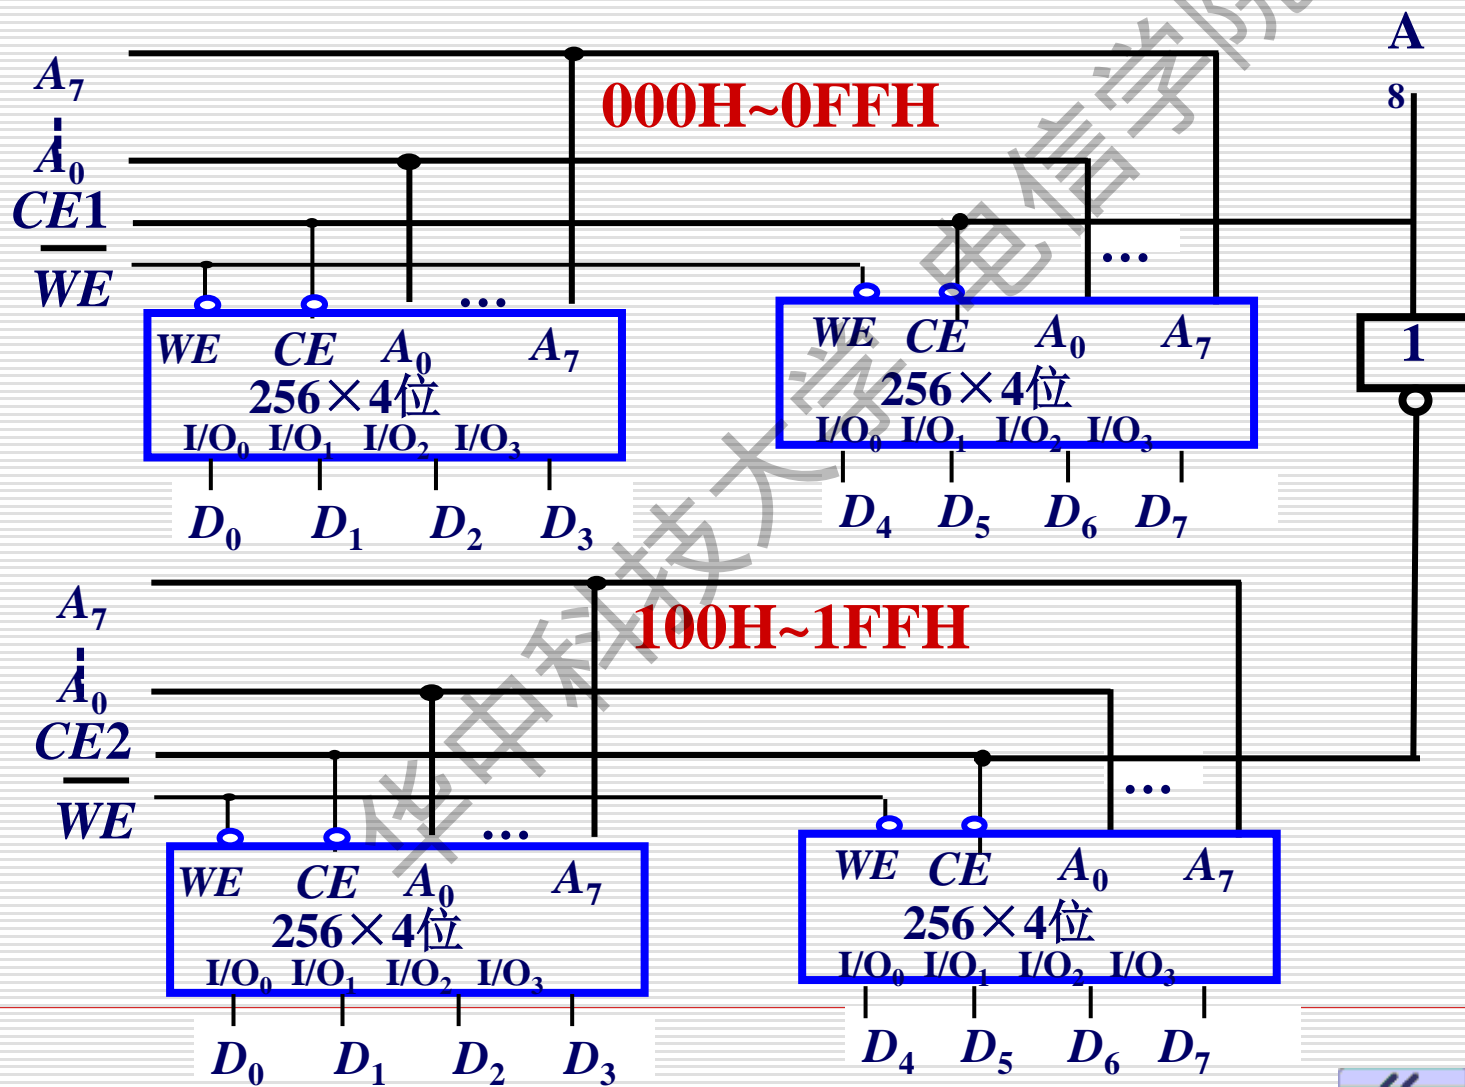 A
A7
8
000H~0FFH
A0
CE1
WE
…
…
WE CE A0 A7
256×4位
I/O0 I/O1 I/O2 I/O3
D0 D1 D2 D3
WE CE A0 A7
256×4位
I/O0 I/O1 I/O2 I/O3
D4 D5 D6 D7
1
A7
100H~1FFH
A0
CE2
WE
…
…
WE CE A0 A7
256×4位
I/O0 I/O1 I/O2 I/O3
D0 D1 D2 D3
WE CE A0 A7
256×4位
I/O0 I/O1 I/O2 I/O3
D4 D5 D6 D7
华中科技大学 电信学院